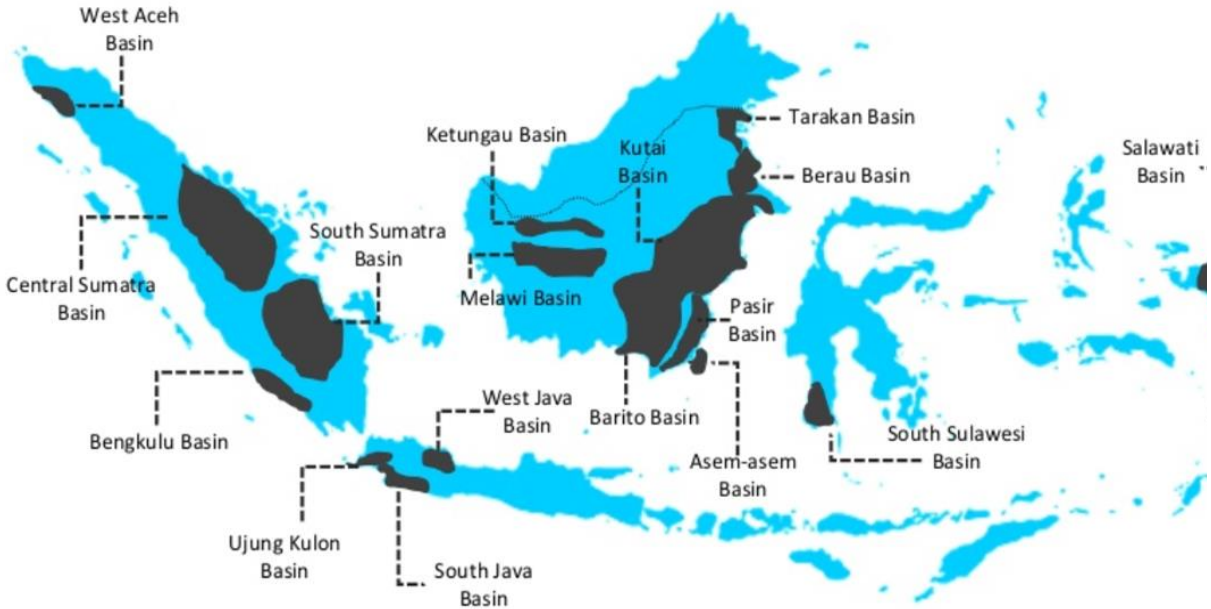 West Aceh
Basin
Ketungau Basin
Kutai
Basin
Tarakan Basin
Salawati
Basin
Berau Basin
South Sumatra
Basin
Central Sumatra
Basin
Melawi Basin
Pasir
Basin
West Java
Basin
Barito Basin
Bengkulu Basin
Asem-asem
Basin
South Sulawesi
Basin
Ujung Kulon
Basin
South Java
Basin